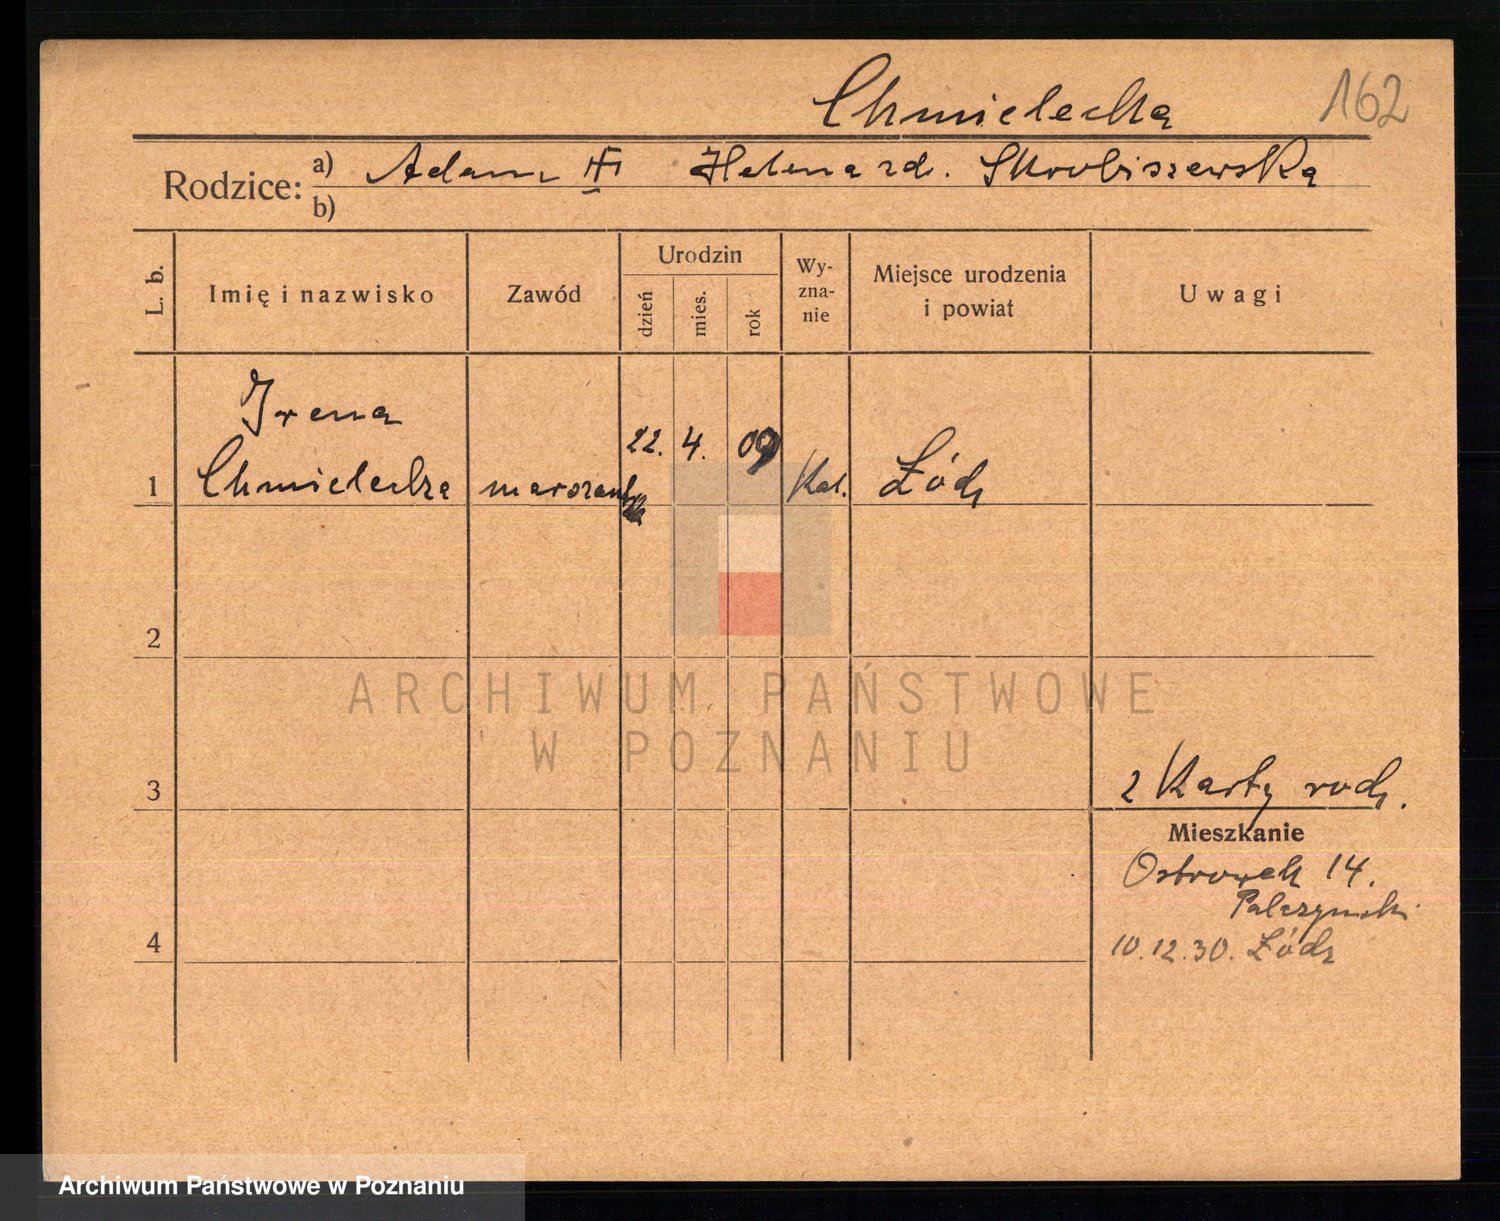 Chmielecka 162
Rodzice: a) Adam Helena zd. Skrobiszewska
b)
L. b. Imię i nazwisko Zawód Urodzin Wy-zna-nie Miejsce urodzenia i powiat Uwagi
dzień mies. rok
Irena
1 Chmielecka 22. 4. 09 Kat. Łódź
2
ARCHIWUM PAŃSTWOWE
W POZNANIU
3 2 Karty rodz.
Mieszkanie
Ostrowek 14.
4 10.12.30. Łódz
Archiwum Państwowe w Poznaniu